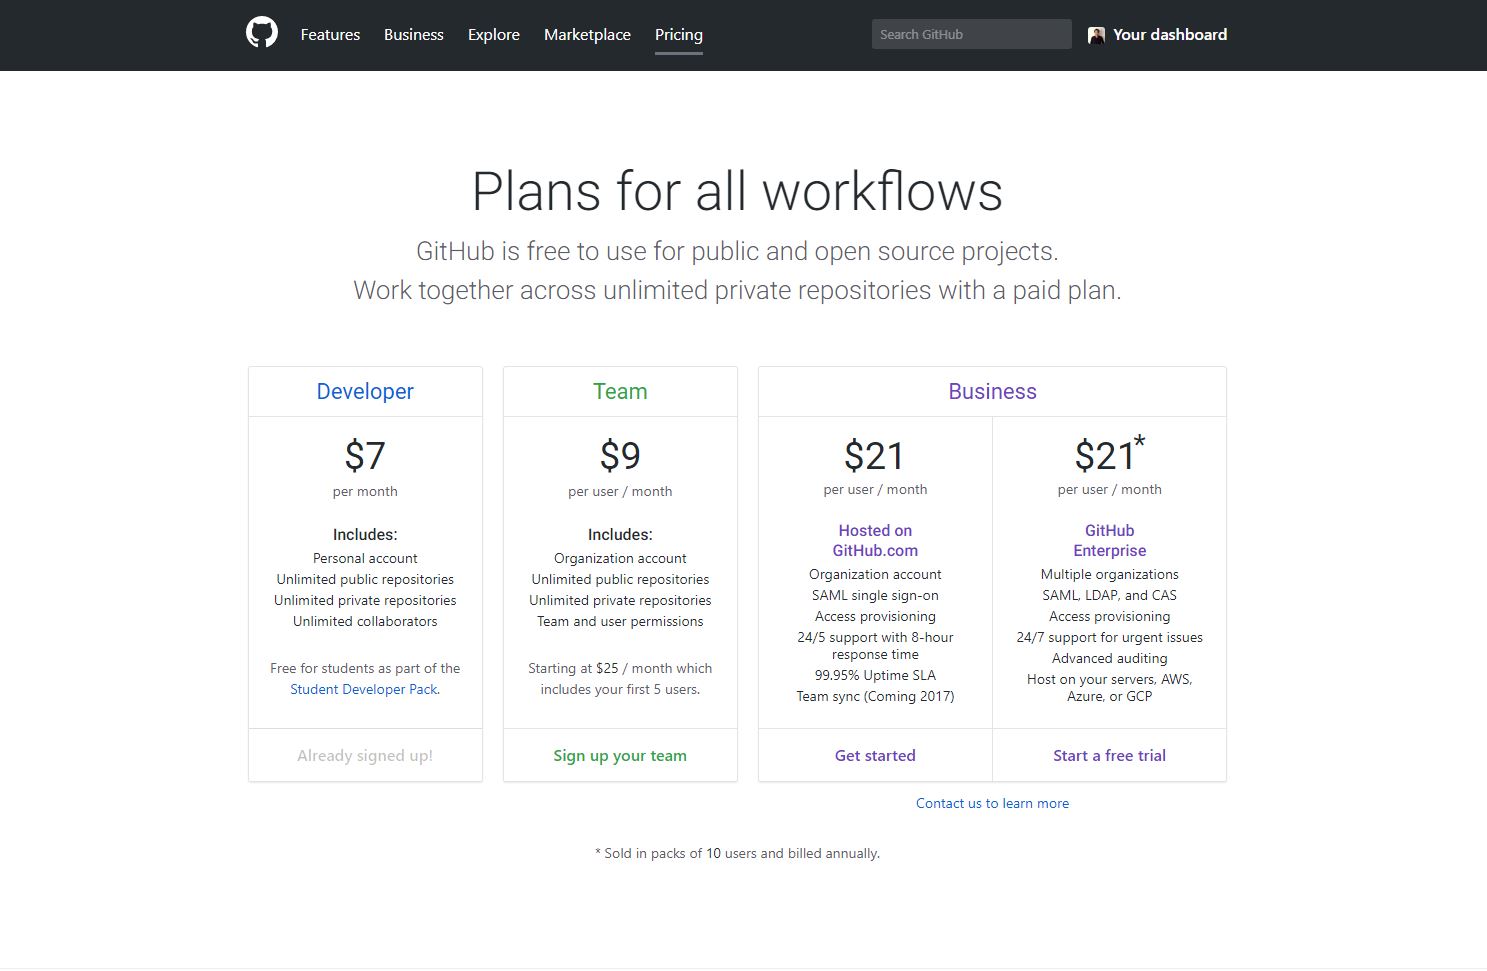 Features
Business
Explore
Marketplace
Pricing
Search GitHub
Your dashboard
Plans for all workflows
GitHub is free to use for public and open source projects.
Work together across unlimited private repositories with a paid plan.
Developer
$7
per month
Includes:
Personal account
Unlimited public repositories
Unlimited private repositories
Unlimited collaborators
Free for students as part of the
Student Developer Pack.
Already signed up!
Team
$9
per user / month
Includes:
Organization account
Unlimited public repositories
Unlimited private repositories
Team and user permissions
Starting at $25 / month which
includes your first 5 users.
Sign up your team
Business
$21
per user / month
Hosted on
GitHub.com
Organization account
SAML single sign-on
Access provisioning
24/5 support with 8-hour
response time
99.95% Uptime SLA
Team sync (Coming 2017)
Get started
$21*
per user / month
GitHub
Enterprise
Multiple organizations
SAML, LDAP, and CAS
Access provisioning
24/7 support for urgent issues
Advanced auditing
Host on your servers, AWS,
Azure, or GCP
Start a free trial
Contact us to learn more
* Sold in packs of 10 users and billed annually.